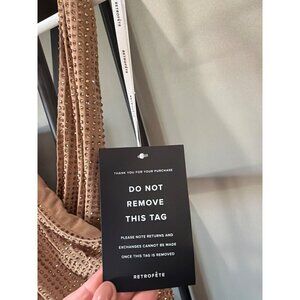 THANK YOU FOR YOUR PURCHASE
DO NOT
REMOVE
THIS TAG
PLEASE NOTE RETURNS AND
EXCHANGES CANNOT BE MADE
ONCE THIS TAG IS REMOVED
RETROFÊTE